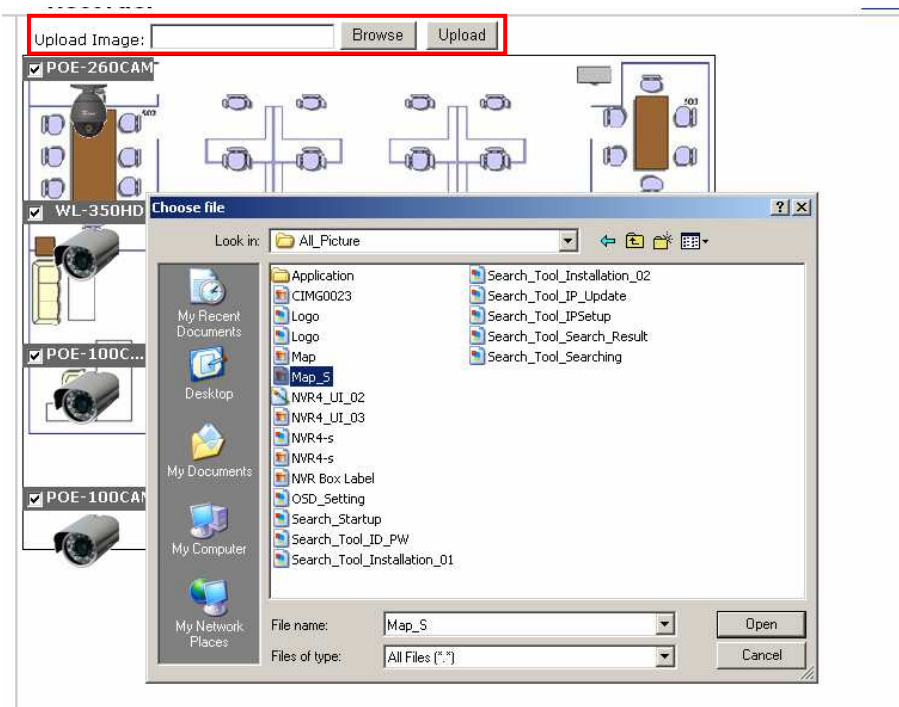 Recorder
Upload Image: Browse Upload
POE-260CAM
WL-350HD
POE-100C...
POE-100CAM
Choose file
Look in: All_Picture
My Recent Documents
Desktop
My Documents
My Computer
My Network Places
Application
CIMG0023
Logo
Logo
Map
Map_S
NVR4_UI_02
NVR4_UI_03
NVR4-s
NVR4-s
NVR Box Label
OSD_Setting
Search_Startup
Search_Tool_ID_PW
Search_Tool_Installation_01
Search_Tool_Installation_02
Search_Tool_IP_Update
Search_Tool_IPSetup
Search_Tool_Search_Result
Search_Tool_Searching
File name: Map_S Open
Files of type: All Files (*.*) Cancel